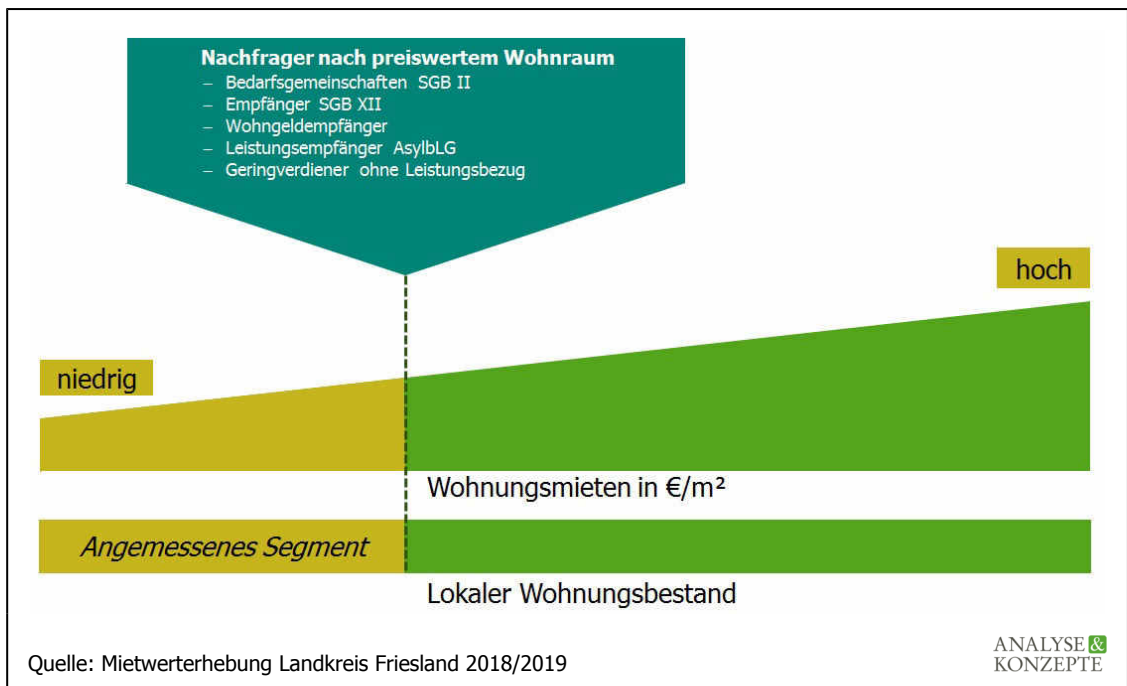 Nachfrager nach preiswertem Wohnraum
– Bedarfsgemeinschaften SGB II
– Empfänger SGB XII
– Wohngeldempfänger
– Leistungsempfänger AsylbLG
– Geringverdiener ohne Leistungsbezug
hoch
niedrig
Wohnungsmieten in €/m²
Angemessenes Segment
Lokaler Wohnungsbestand
Quelle: Mietwerterhebung Landkreis Friesland 2018/2019
ANALYSE &
KONZEPTE